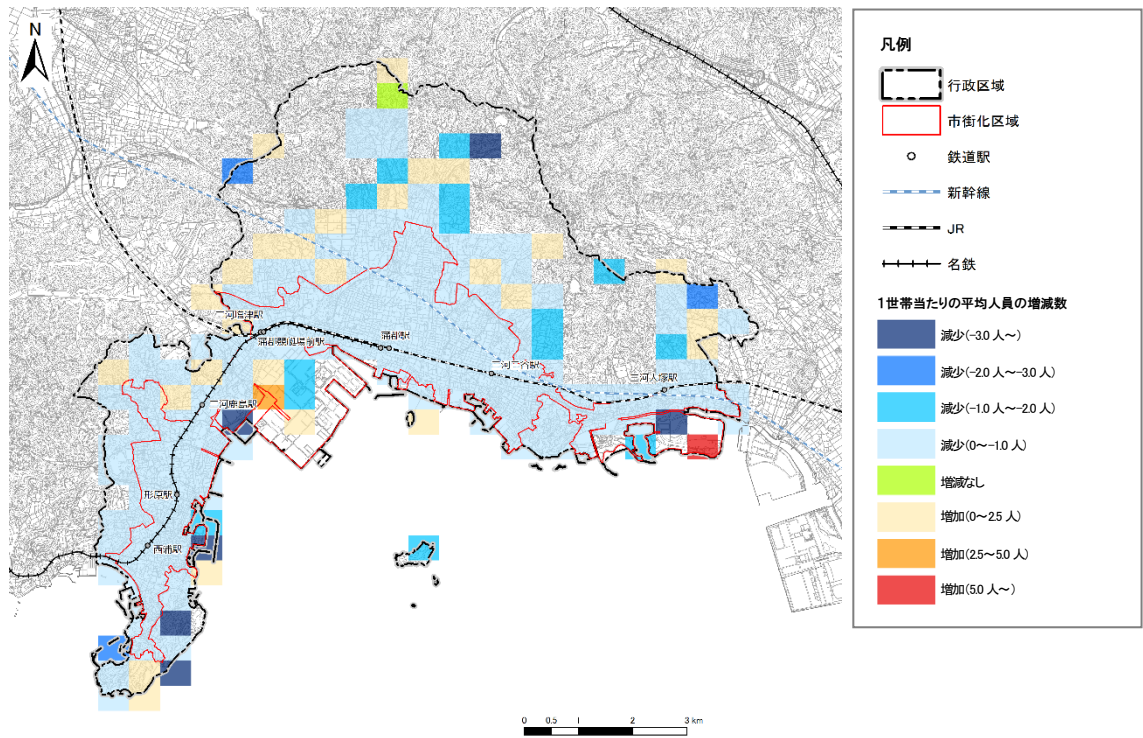 N
三河塩津駅
蒲郡競艇場前駅
蒲郡駅
三河三谷駅
三河大塚駅
三河鹿島駅
形原駅
西浦駅
0 0.5 1 2 3 km
凡例
行政区域
市街化区域
鉄道駅
新幹線
JR
名鉄
1世帯当たりの平均人員の増減数
減少(-3.0 人～)
減少(-2.0 人～-3.0 人)
減少(-1.0 人～-2.0 人)
減少(0～-1.0 人)
増減なし
増加(0～2.5 人)
増加(2.5～5.0 人)
増加(5.0 人～)